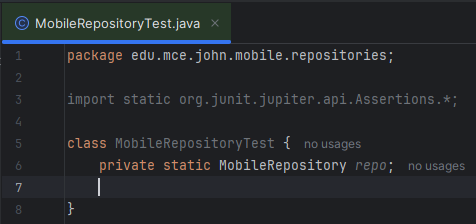 MobileRepositoryTest.java ×
1 package edu.mce.john.mobile.repositories;
2
3 import static org.junit.jupiter.api.Assertions.*;
4
5 class MobileRepositoryTest { no usages
6 private static MobileRepository repo; no usages
7
8 }